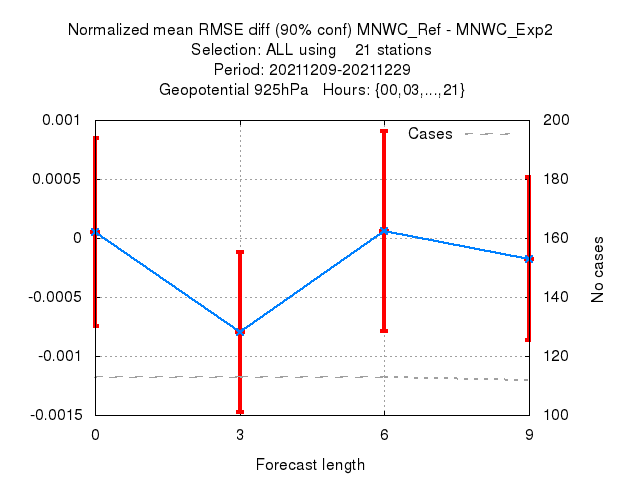 Normalized mean RMSE diff (90% conf) MNWC_Ref - MNWC_Exp2
Selection: ALL using    21 stations
Period: 20211209-20211229
Geopotential 925hPa   Hours: {00,03,...,21}
0.001
0.0005
0
-0.0005
-0.001
-0.0015
Cases
200
180
160
140
120
100
No cases
0 3 6 9
Forecast length